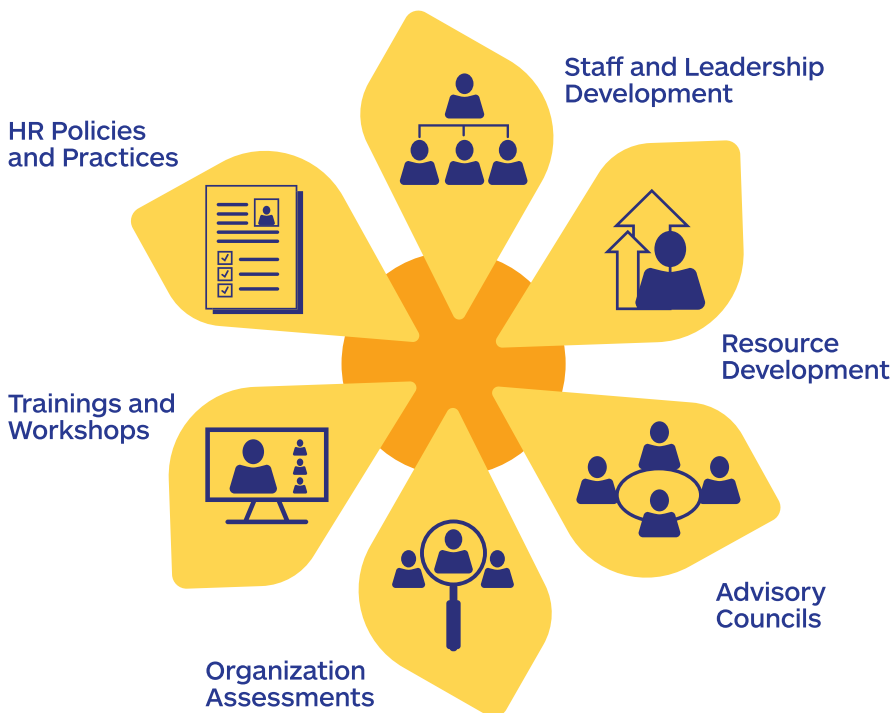 Staff and Leadership
Development
HR Policies
and Practices
Resource
Development
Trainings and
Workshops
Advisory
Councils
Organization
Assessments